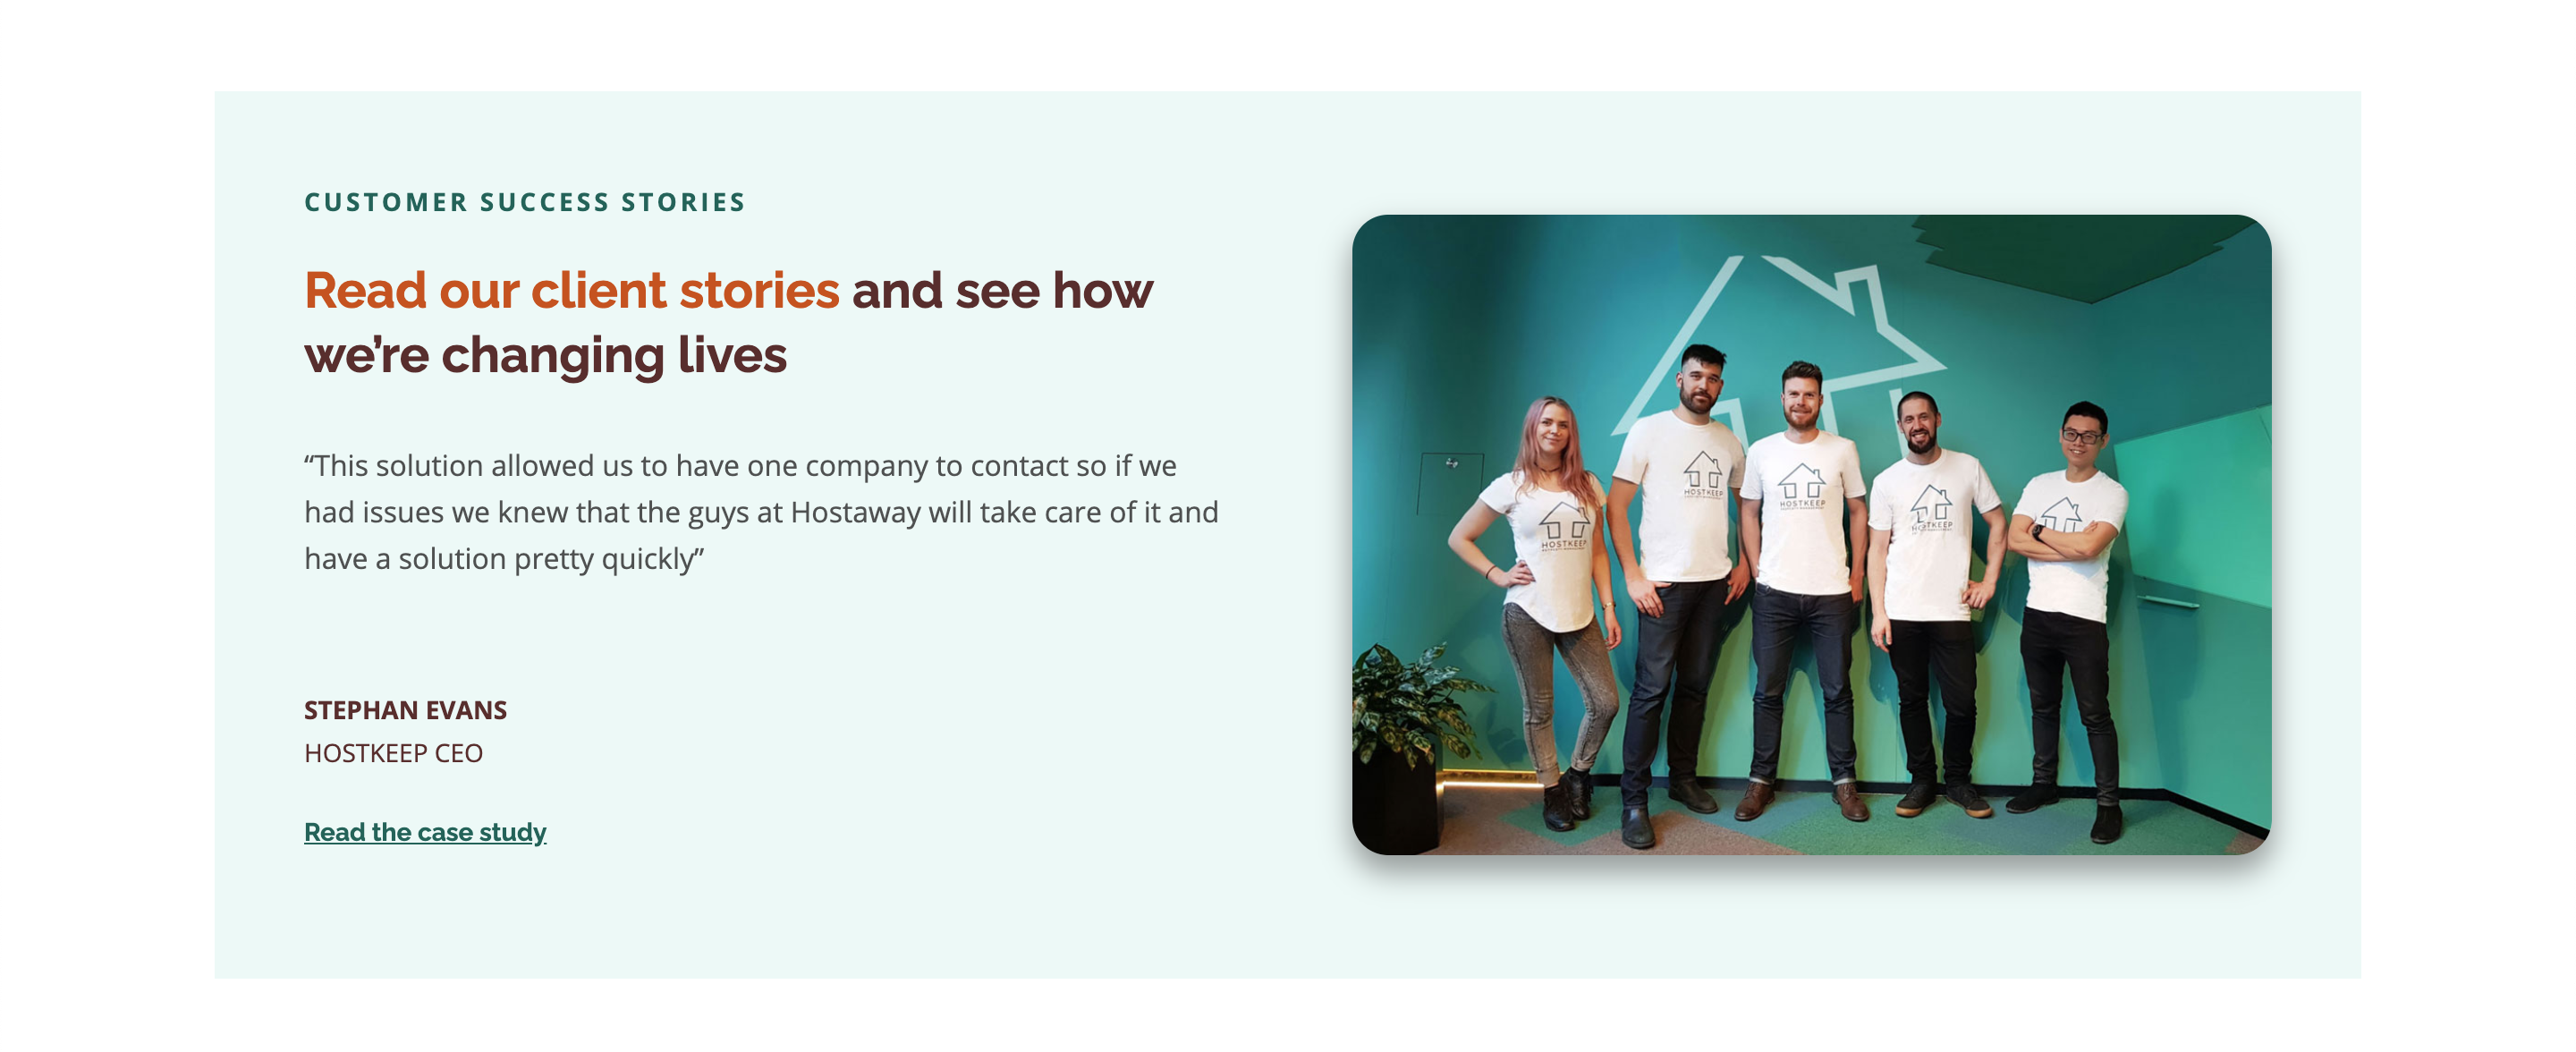 CUSTOMER SUCCESS STORIES
Read our client stories and see how
we’re changing lives
“This solution allowed us to have one company to contact so if we
had issues we knew that the guys at Hostaway will take care of it and
have a solution pretty quickly”
STEPHAN EVANS
HOSTKEEP CEO
Read the case study
HOSTKEEP
HOSTKEEP
HOSTKEEP
HOSTKEEP